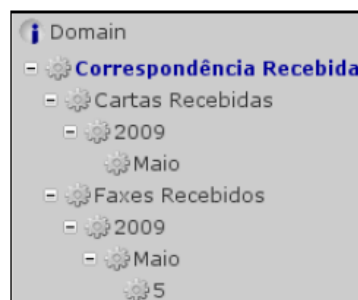 Domain
Correspondência Recebida
Cartas Recebidas
2009
Maio
Faxes Recebidos
2009
Maio
5